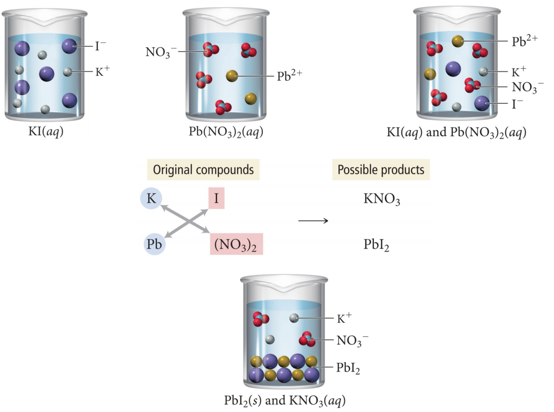 I⁻
K⁺
KI(aq)
NO₃⁻
Pb²⁺
Pb(NO₃)₂(aq)
Pb²⁺
K⁺
NO₃⁻
I⁻
KI(aq) and Pb(NO₃)₂(aq)
Original compounds
Possible products
K I KNO₃
Pb (NO₃)₂ PbI₂
K⁺
NO₃⁻
PbI₂
PbI₂(s) and KNO₃(aq)